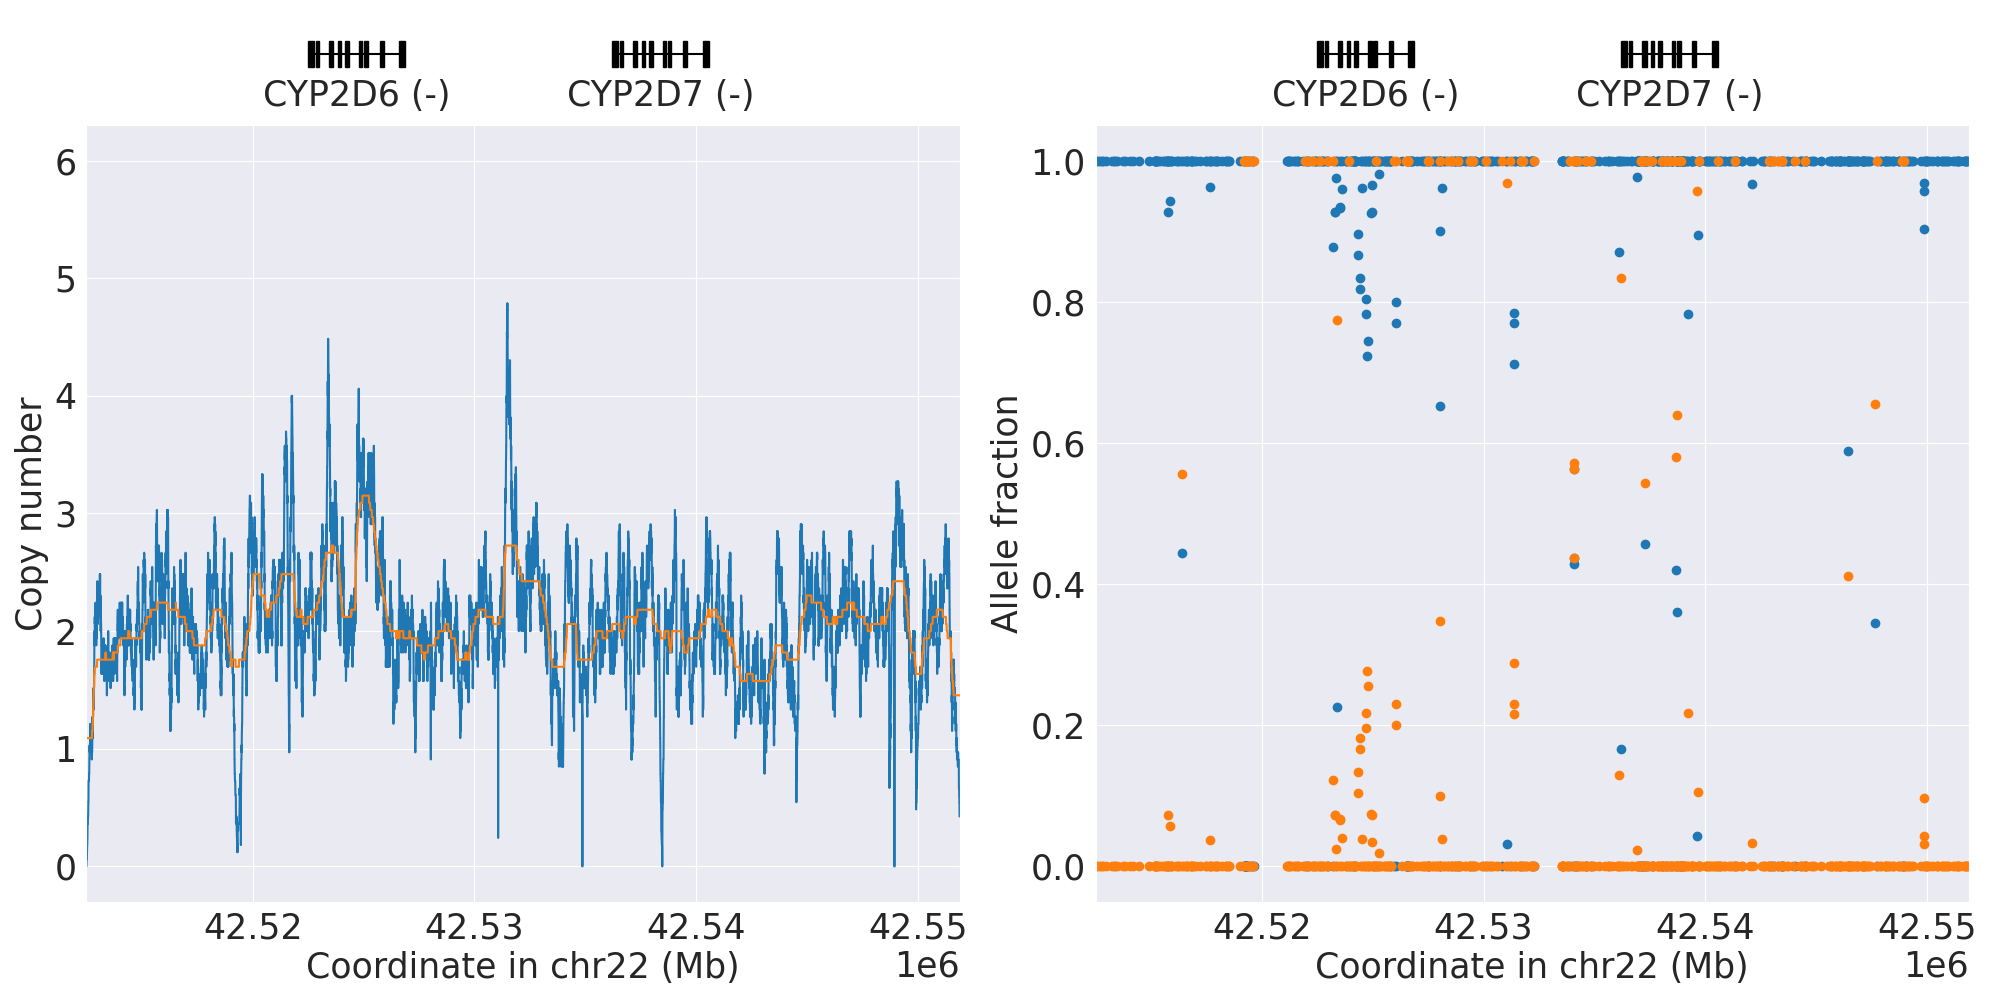 CYP2D6 (-)
CYP2D7 (-)
Copy number
6
5
4
3
2
1
0
42.52
42.53
42.54
42.55
Coordinate in chr22 (Mb)
1e6
CYP2D6 (-)
CYP2D7 (-)
Allele fraction
1.0
0.8
0.6
0.4
0.2
0.0
42.52
42.53
42.54
42.55
Coordinate in chr22 (Mb)
1e6